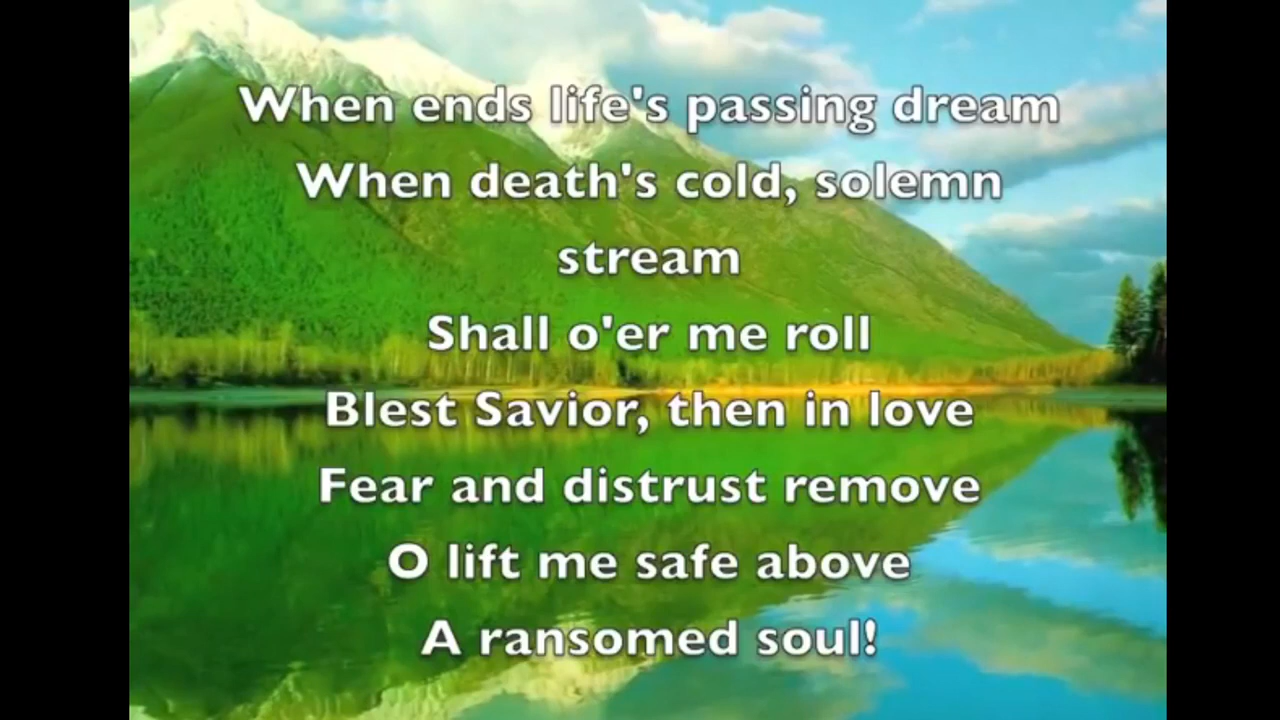 When ends life's passing dream
When death's cold, solemn
stream
Shall o'er me roll
Blest Savior, then in love
Fear and distrust remove
O lift me safe above
A ransomed soul!